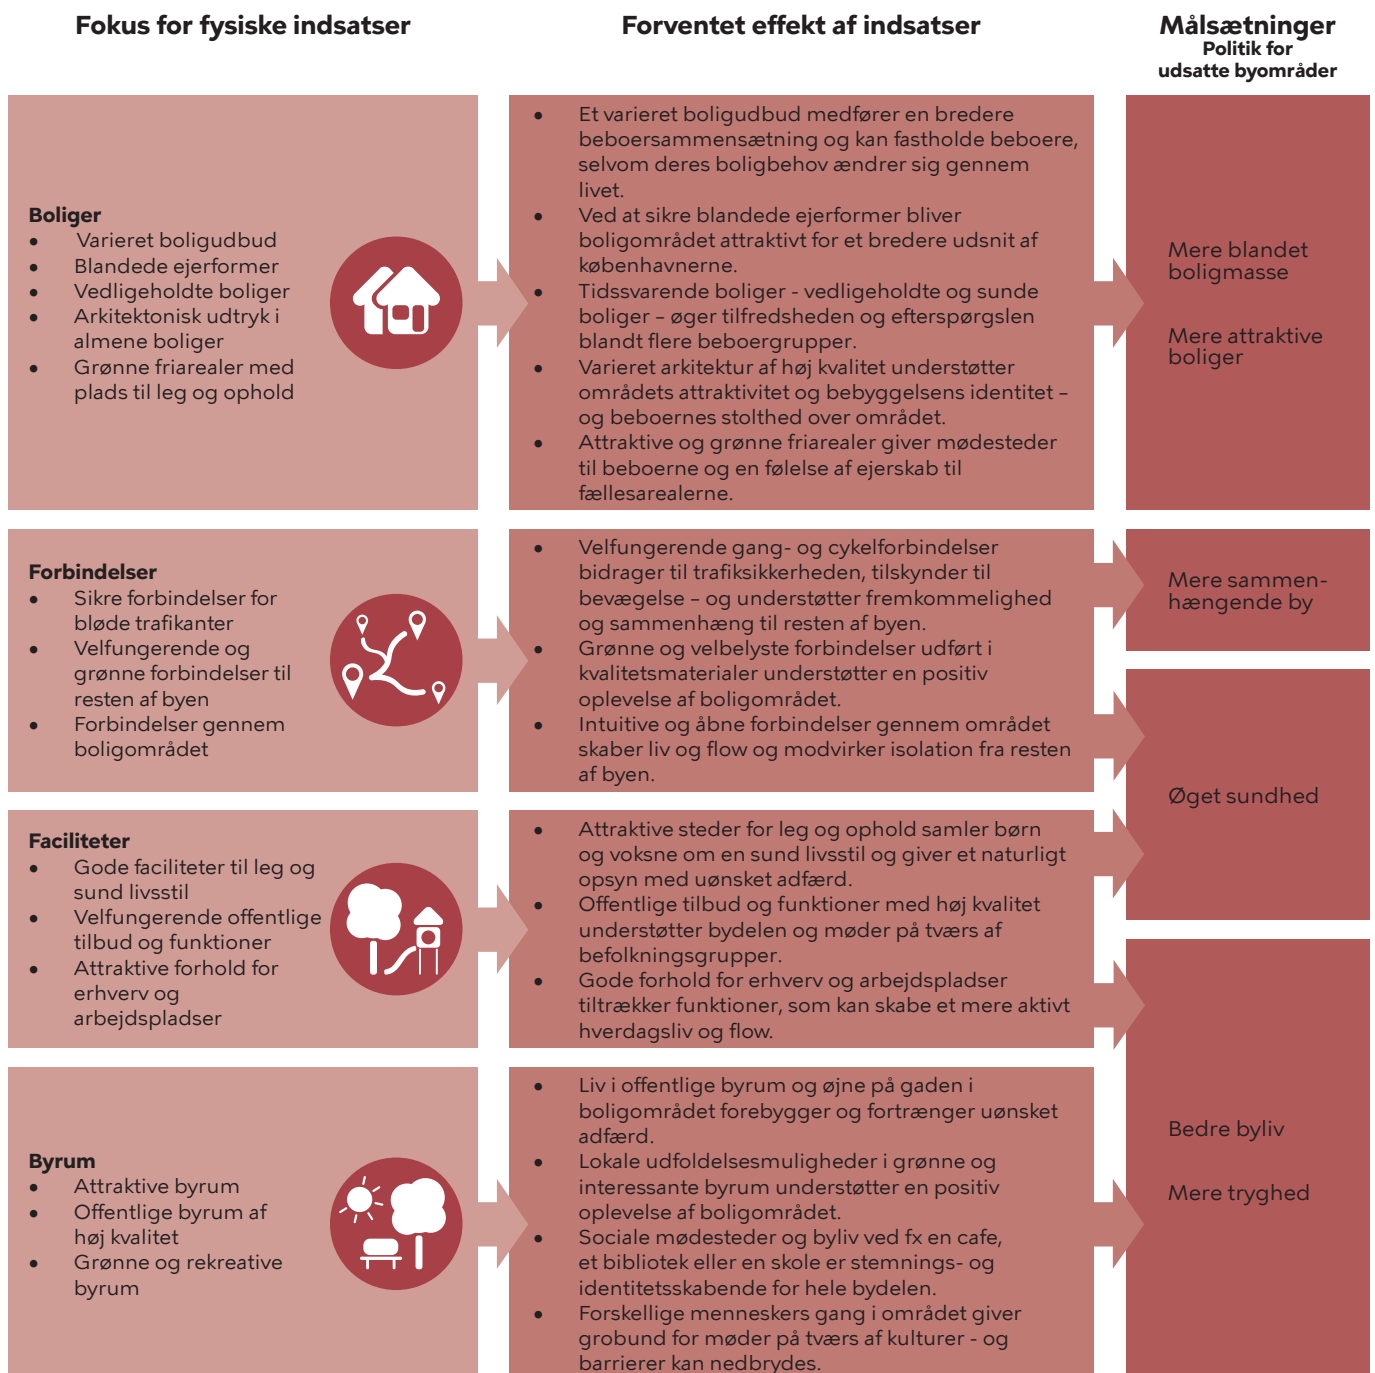 Fokus for fysiske indsatser
Forventet effekt af indsatser
Målsætninger
Politik for
udsatte byområder
Boliger
• Varieret boligudbud
• Blandede ejerformer
• Vedligeholdte boliger
• Arkitektonisk udtryk i
almene boliger
• Grønne friarealer med
plads til leg og ophold
• Et varieret boligudbud medfører en bredere
beboersammensætning og kan fastholde beboere,
selvom deres boligbehov ændrer sig gennem
livet.
• Ved at sikre blandede ejerformer bliver
boligområdet attraktivt for et bredere udsnit af
københavnerne.
• Tidssvarende boliger - vedligeholdte og sunde
boliger – øger tilfredsheden og efterspørgslen
blandt flere beboergrupper.
• Varieret arkitektur af høj kvalitet understøtter
områdets attraktivitet og bebyggelsens identitet –
og beboernes stolthed over området.
• Attraktive og grønne friarealer giver mødesteder
til beboerne og en følelse af ejerskab til
fællesarealerne.
Mere blandet
boligmasse
Mere attraktive
boliger
Forbindelser
• Sikre forbindelser for
bløde trafikanter
• Velfungerende og
grønne forbindelser til
resten af byen
• Forbindelser gennem
boligområdet
• Velfungerende gang- og cykelforbindelser
bidrager til trafiksikkerheden, tilskynder til
bevægelse – og understøtter fremkommelighed
og sammenhæng til resten af byen.
• Grønne og velbelyste forbindelser udført i
kvalitetsmaterialer understøtter en positiv
oplevelse af boligområdet.
• Intuitive og åbne forbindelser gennem området
skaber liv og flow og modvirker isolation fra resten
af byen.
Mere sammen-
hængende by
Øget sundhed
Faciliteter
• Gode faciliteter til leg og
sund livsstil
• Velfungerende offentlige
tilbud og funktioner
• Attraktive forhold for
erhverv og
arbejdspladser
• Attraktive steder for leg og ophold samler børn
og voksne om en sund livsstil og giver et naturligt
opsyn med uønsket adfærd.
• Offentlige tilbud og funktioner med høj kvalitet
understøtter bydelen og møder på tværs af
befolkningsgrupper.
• Gode forhold for erhverv og arbejdspladser
tiltrækker funktioner, som kan skabe et mere aktivt
hverdagsliv og flow.
Byrum
• Attraktive byrum
• Offentlige byrum af
høj kvalitet
• Grønne og rekreative
byrum
• Liv i offentlige byrum og øjne på gaden i
boligområdet forebygger og fortrænger uønsket
adfærd.
• Lokale udfoldelsesmuligheder i grønne og
interessante byrum understøtter en positiv
oplevelse af boligområdet.
• Sociale mødesteder og byliv ved fx en cafe,
et bibliotek eller en skole er stemnings- og
identitetsskabende for hele bydelen.
• Forskellige menneskers gang i området giver
grobund for møder på tværs af kulturer - og
barrierer kan nedbrydes.
Bedre byliv
Mere tryghed